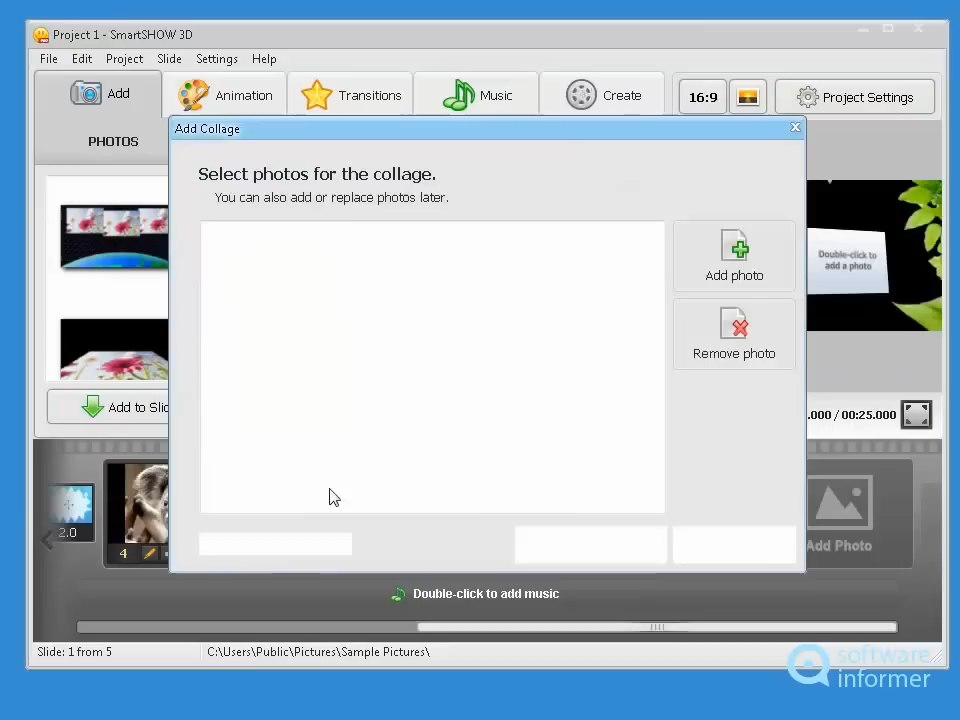 Project 1 - SmartSHOW 3D
File Edit Project Slide Settings Help
Add Animation Transitions Music Create 16:9 Project Settings
PHOTOS
Add Collage
Select photos for the collage.
You can also add or replace photos later.
Add photo
Remove photo
Double-click to
add a photo
Add to Slid
.000 / 00:25.000
2.0
4
Add Photo
Double-click to add music
Slide: 1 from 5 C:\Users\Public\Pictures\Sample Pictures\
software
informer